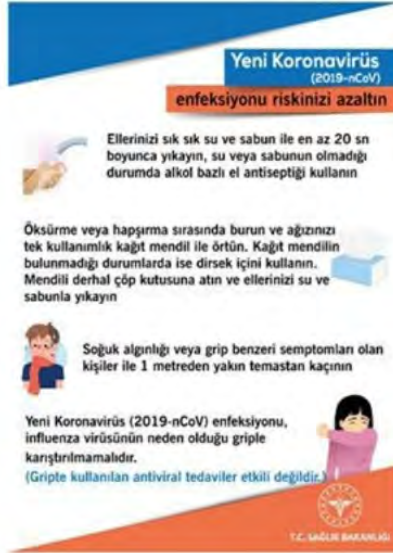 Yeni Koronavirüs
(2019-nCoV)
enfeksiyonu riskinizi azaltın
Ellerinizi sık sık su ve sabun ile en az 20 sn
boyunca yıkayın, su veya sabunun olmadığı
durumda alkol bazlı el antiseptiği kullanın
Öksürme veya hapşırma sırasında burun ve ağızınızı
tek kullanımlık kağıt mendil ile örtün. Kağıt mendilin
bulunmadığı durumlarda ise dirsek içini kullanın.
Mendili derhal çöp kutusuna atın ve ellerinizi su ve
sabunla yıkayın
Soğuk algınlığı veya grip benzeri semptomları olan
kişiler ile 1 metreden yakın temastan kaçının
Yeni Koronavirüs (2019-nCoV) enfeksiyonu,
influenza virüsünün neden olduğu griple
karıştırılmamalıdır.
(Gripte kullanılan antiviral tedaviler etkili değildir.)
T.C. SAĞLIK BAKANLIĞI